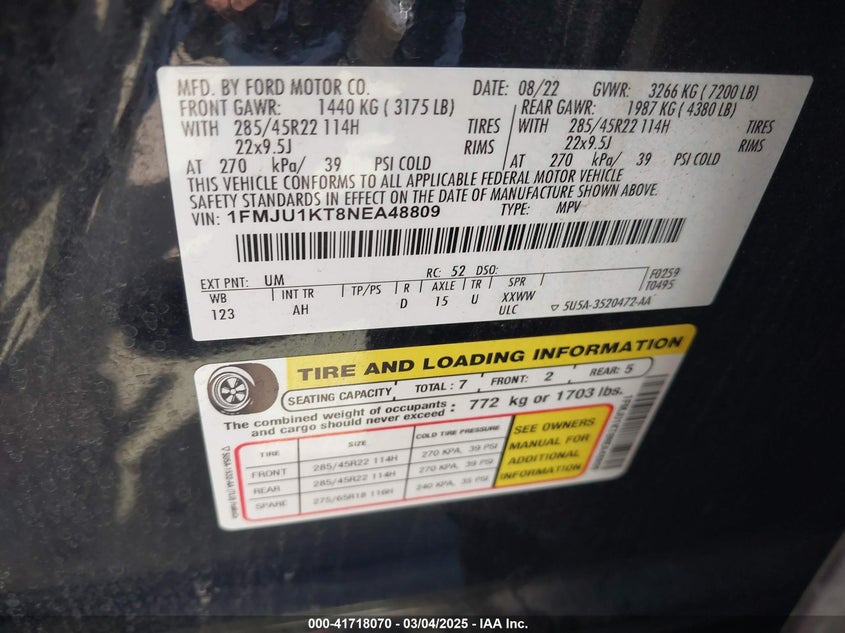 MFD. BY FORD MOTOR CO.
DATE: 08/22 GVWR: 3266 KG (7200 LB)
FRONT GAWR: 1440 KG (3175 LB)
REAR GAWR: 1987 KG (4380 LB)
WITH 285/45R22 114H TIRES
WITH 285/45R22 114H TIRES
22x9.5J RIMS
22x9.5J RIMS
AT 270 kPa/ 39 PSI COLD
AT 270 kPa/ 39 PSI COLD
THIS VEHICLE CONFORMS TO ALL APPLICABLE FEDERAL MOTOR VEHICLE
SAFETY STANDARDS IN EFFECT ON THE DATE OF MANUFACTURE SHOWN ABOVE.
VIN: 1FMJU1KT8NEA48809 TYPE: MPV
EXT PNT: UM RC: 52 DSO:
WB INT TR TP/PS R AXLE TR SPR
123 AH D 15 U XXWW
ULC
F0259
T0495
5U5A-3520472-AA
TIRE AND LOADING INFORMATION
SEATING CAPACITY TOTAL: 7 FRONT: 2 REAR: 5
The combined weight of occupants
and cargo should never exceed : 772 kg or 1703 lbs.
TIRE SIZE COLD TIRE PRESSURE
FRONT 285/45R22 114H 270 KPA, 39 PSI
REAR 285/45R22 114H 270 KPA, 39 PSI
SPARE 275/65R18 116H 240 KPA, 35 PSI
SEE OWNERS
MANUAL FOR
ADDITIONAL
INFORMATION
000-41718070 — 03/04/2025 — IAA Inc.